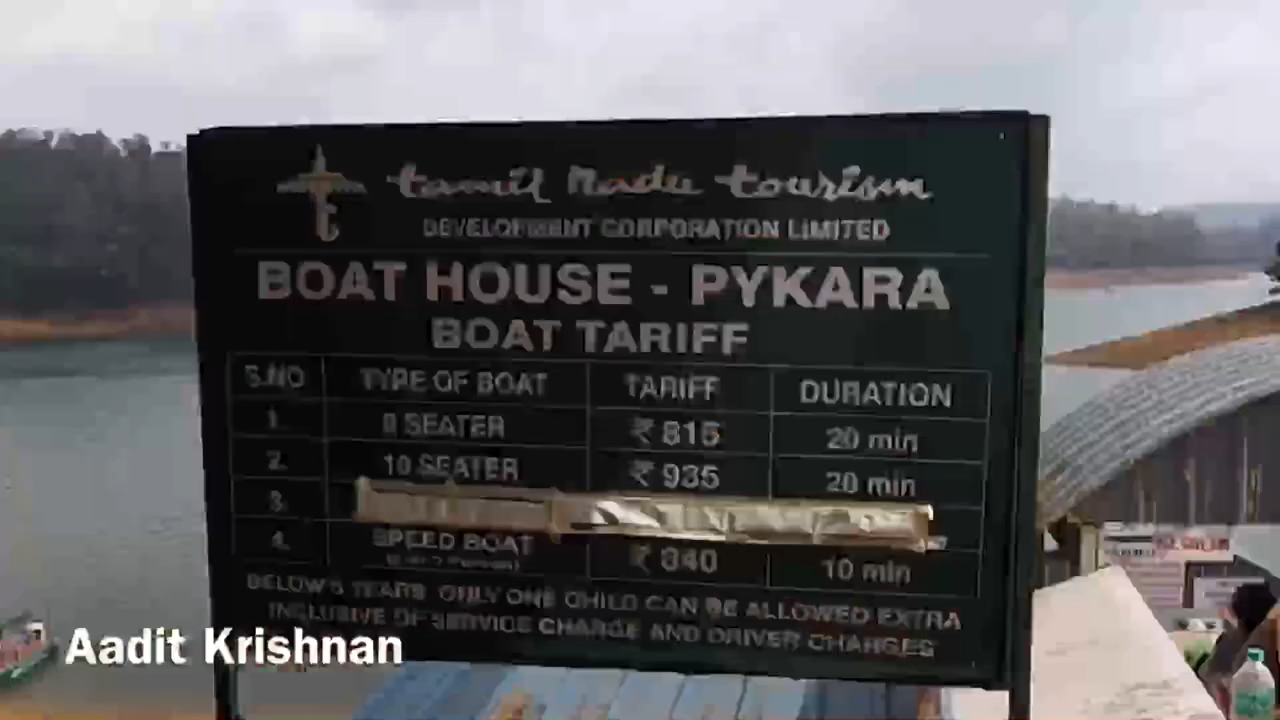 tamil nadu tourism
DEVELOPMENT CORPORATION LIMITED
BOAT HOUSE - PYKARA
BOAT TARIFF
S.NO TYPE OF BOAT TARIFF DURATION
1. 8 SEATER ₹ 815 20 min
2. 10 SEATER ₹ 935 20 min
3.
4. SPEED BOAT ₹ 840 10 min
BELOW 5 YEARS ONLY ONE CHILD CAN BE ALLOWED EXTRA
INCLUSIVE OF SERVICE CHARGE AND DRIVER CHARGES
Aadit Krishnan